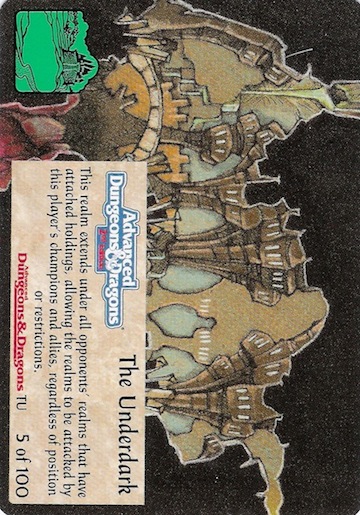 The Underdark
Advanced
Dungeons & Dragons
This realm extends under all opponents' realms that have
attached holdings, allowing the realms to be attacked by
this player's champions and allies, regardless of position
or restrictions.
Dungeons & Dragons TU 5 of 100